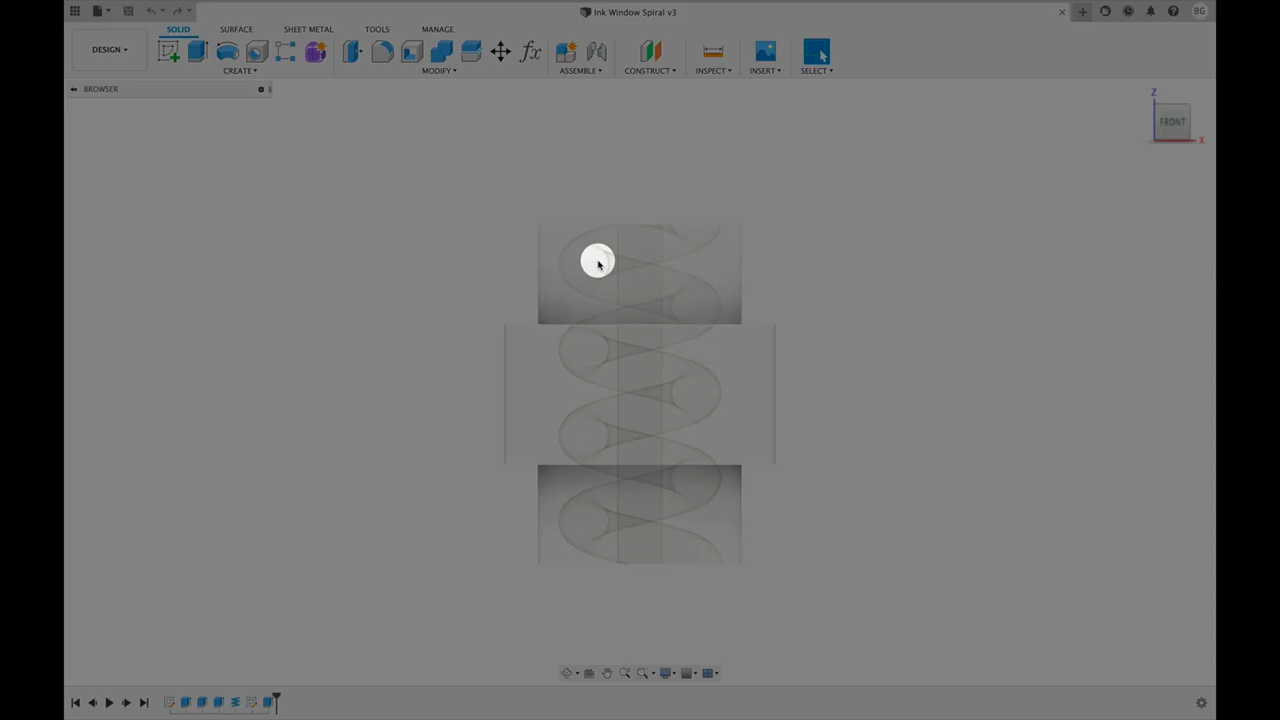 Ink Window Spiral v3
BG
SOLID
SURFACE
SHEET METAL
TOOLS
MANAGE
DESIGN
CREATE
MODIFY
ASSEMBLE
CONSTRUCT
INSPECT
INSERT
SELECT
fx
BROWSER
Z
FRONT
X